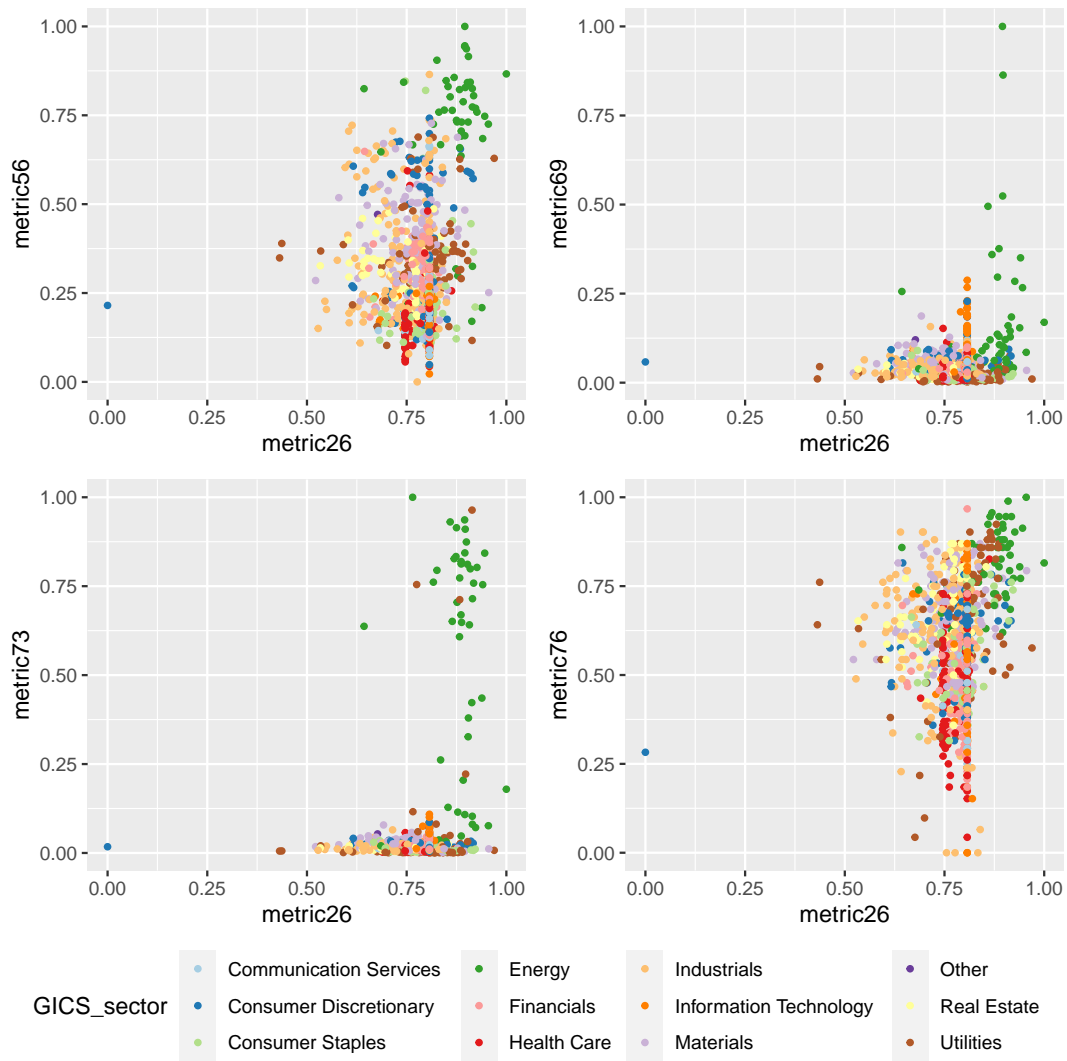 1.00
0.75
0.50
0.25
0.00
metric56
0.00 0.25 0.50 0.75 1.00
metric26
1.00
0.75
0.50
0.25
0.00
metric69
0.00 0.25 0.50 0.75 1.00
metric26
1.00
0.75
0.50
0.25
0.00
metric73
0.00 0.25 0.50 0.75 1.00
metric26
1.00
0.75
0.50
0.25
0.00
metric76
0.00 0.25 0.50 0.75 1.00
metric26
GICS_sector
Communication Services
Consumer Discretionary
Consumer Staples
Energy
Financials
Health Care
Industrials
Information Technology
Materials
Other
Real Estate
Utilities